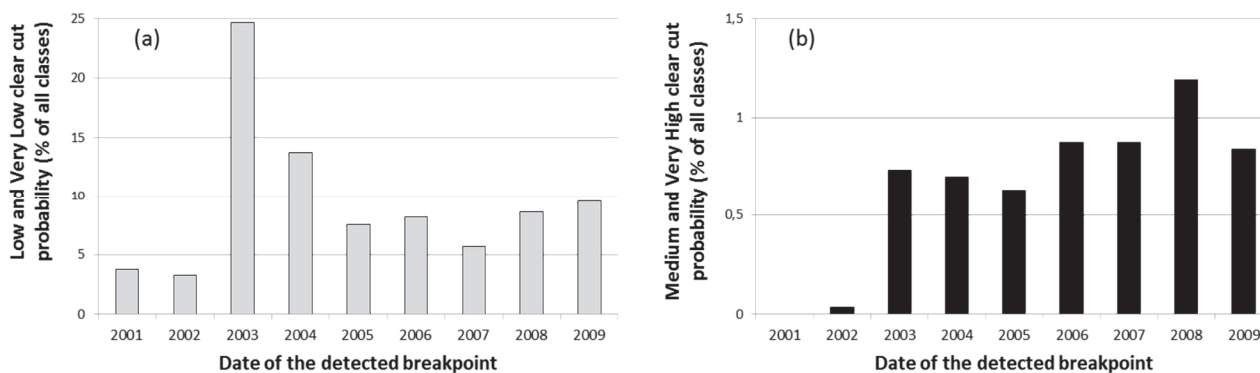 Low and Very Low clear cut
probability (% of all classes)
(a)
25
20
15
10
5
0
2001 2002 2003 2004 2005 2006 2007 2008 2009
Date of the detected breakpoint
Medium and Very High clear cut
probability (% of all classes)
(b)
1,5
1
0,5
0
2001 2002 2003 2004 2005 2006 2007 2008 2009
Date of the detected breakpoint